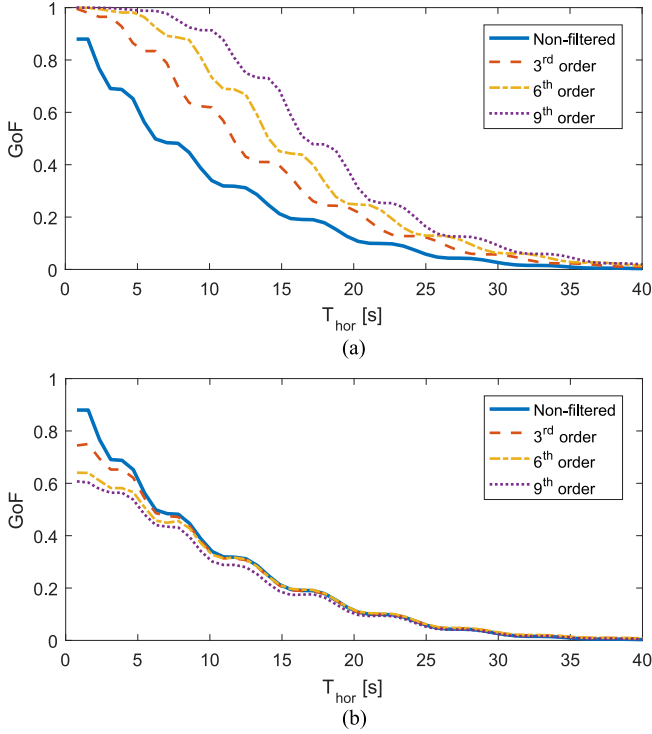 1
0.8
0.6
0.4
0.2
0
GoF
Non-filtered
3rd order
6th order
9th order
0 5 10 15 20 25 30 35 40
T_hor [s]
(a)
1
0.8
0.6
0.4
0.2
0
GoF
Non-filtered
3rd order
6th order
9th order
0 5 10 15 20 25 30 35 40
T_hor [s]
(b)